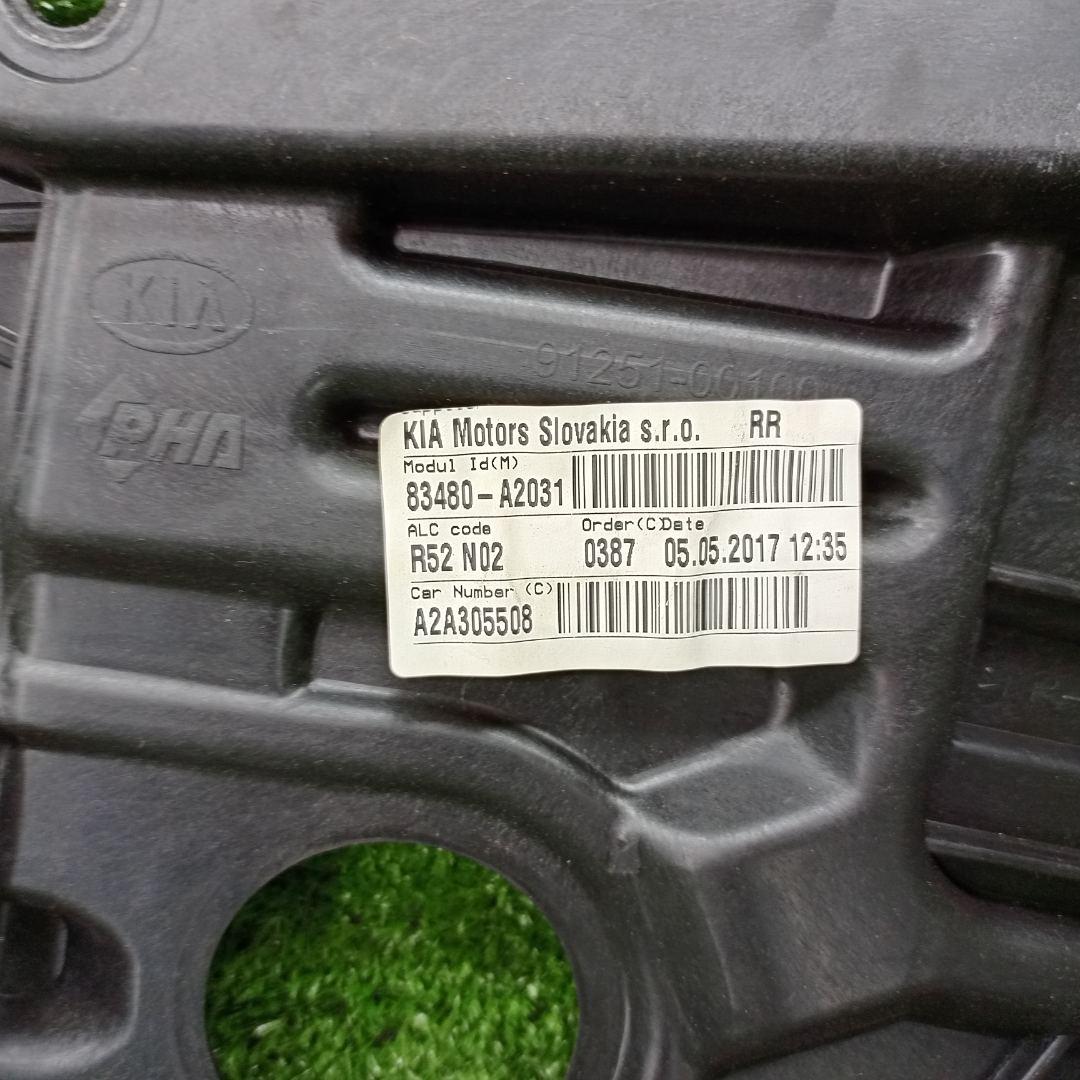 KIA
PHA
91251-00100
KIA Motors Slovakia s.r.o. RR
Modul Id(M)
83480-A2031
ALC code Order(C)Date
R52 N02 0387 05.05.2017 12:35
Car Number (C)
A2A305508